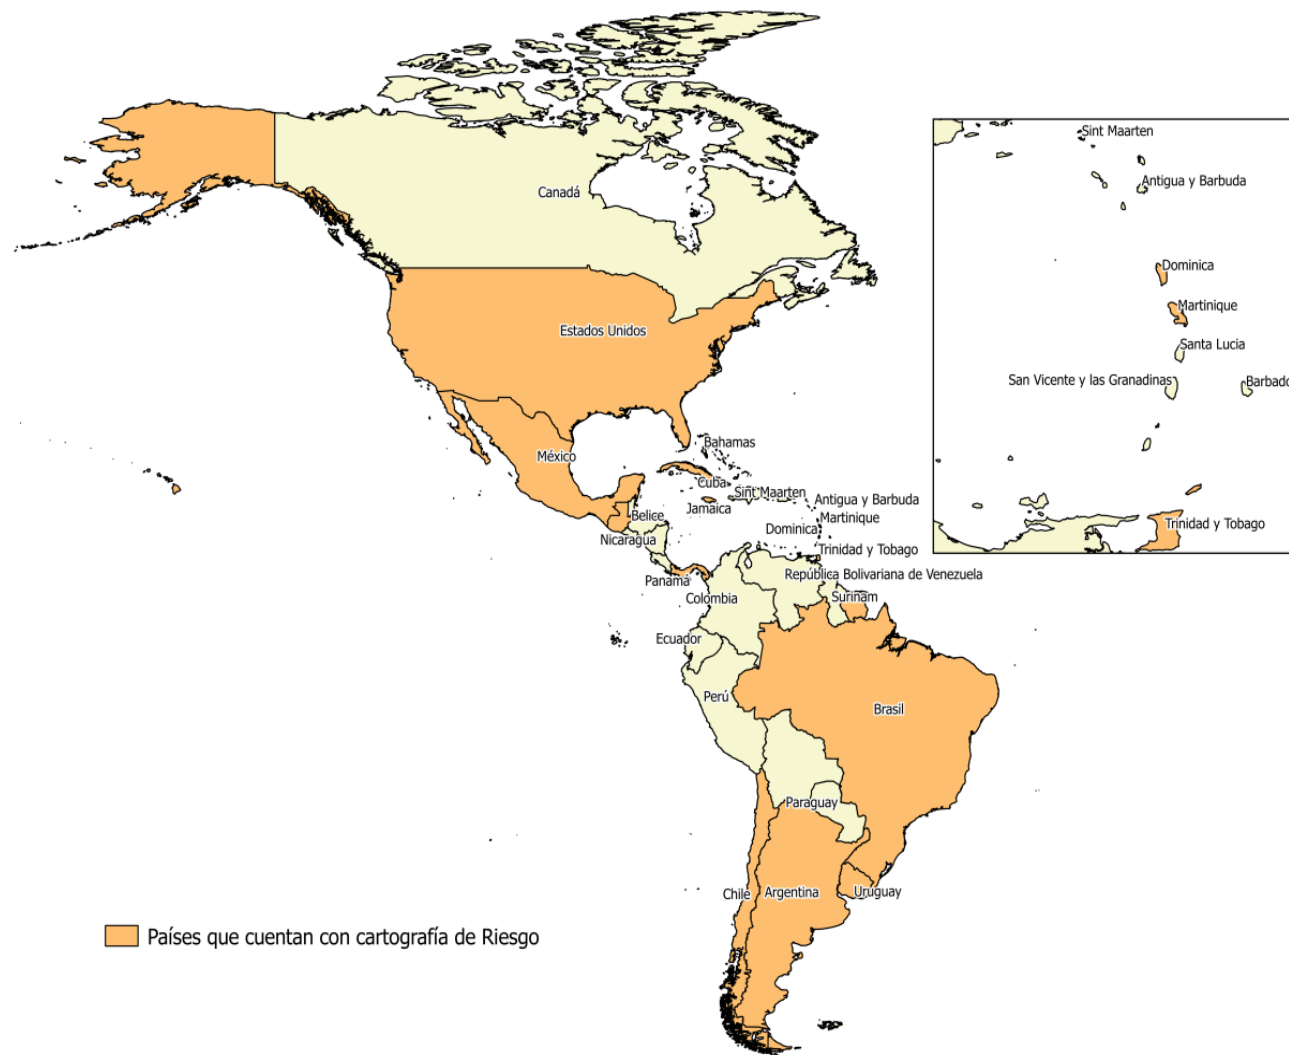 Canadá
Estados Unidos
México
Bahamas
Cuba
Sint Maarten
Jamaica
Antigua y Barbuda
Belice
Martinique
Dominica
Nicaragua
Trinidad y Tobago
Panamá
República Bolivariana de Venezuela
Colombia
Surinam
Ecuador
Perú
Brasil
Paraguay
Chile
Argentina
Uruguay
Países que cuentan con cartografía de Riesgo
Sint Maarten
Antigua y Barbuda
Dominica
Martinique
Santa Lucia
San Vicente y las Granadinas
Barbado
Trinidad y Tobago